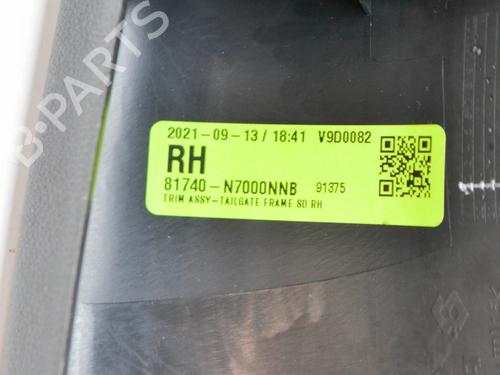 2021-09-13 / 18:41 V9D0082
RH
81740-N7000NNB 91375
TRIM ASSY-TAILGATE FRAME SD RH
B-PARTS